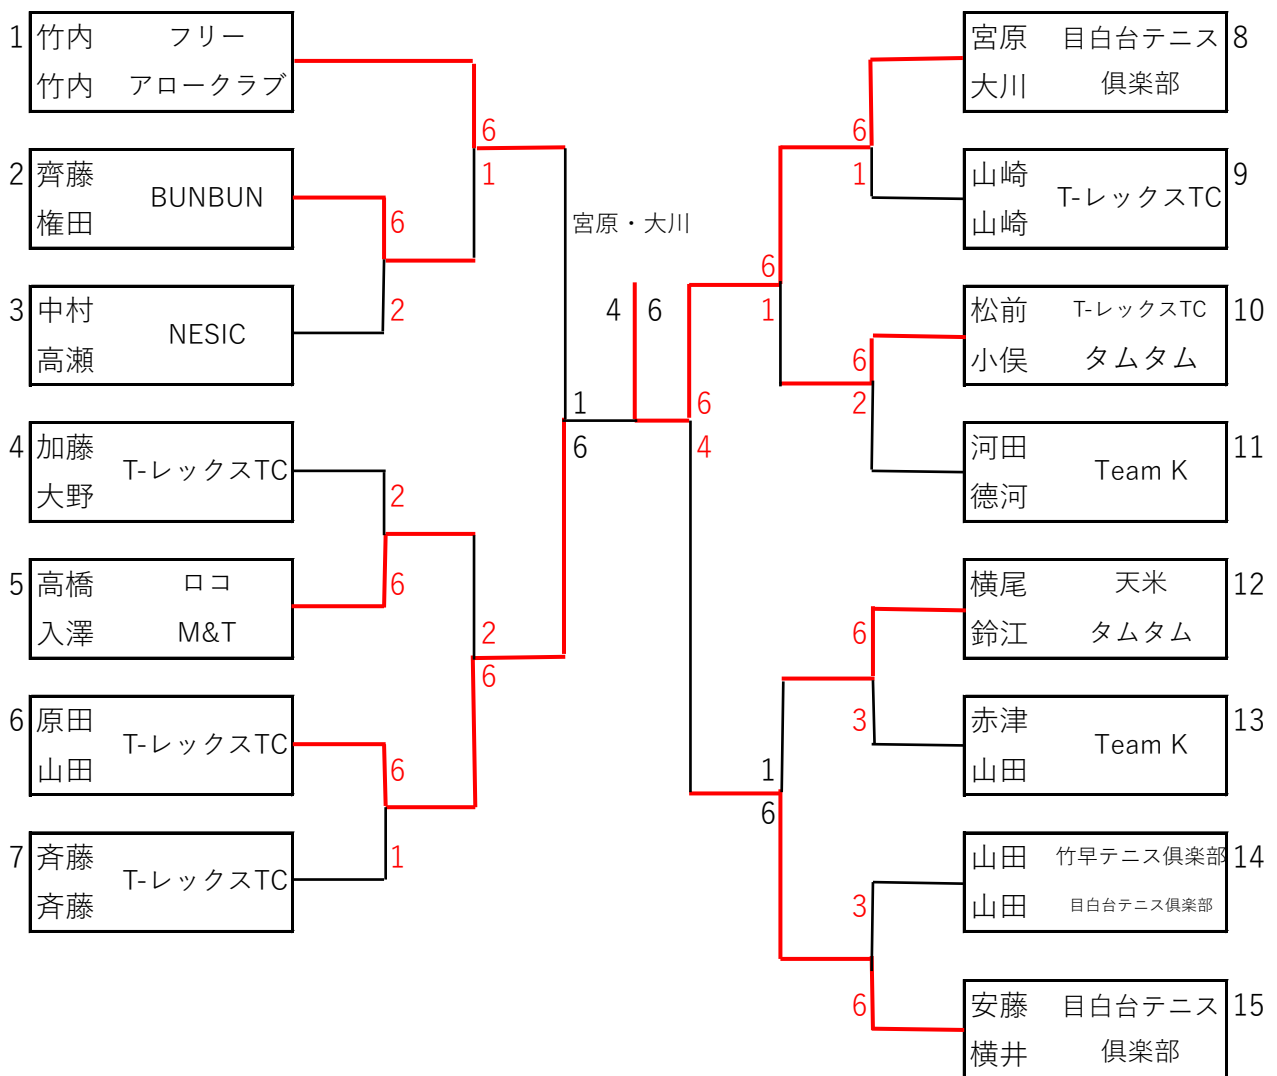 1 竹内 フリー
竹内 アロークラブ
2 齊藤 BUNBUN
権田
3 中村 NESIC
高瀬
4 加藤 T-レックスTC
大野
5 高橋 ロコ
入澤 M&T
6 原田 T-レックスTC
山田
7 斉藤 T-レックスTC
斉藤
6
1
6
2
2
6
2
6
6
1
1
6
宮原・大川
4 6
6
4
6
1
6
1
6
2
6
3
1
6
3
6
宮原 目白台テニス 8
大川 倶楽部
山崎 T-レックスTC 9
山崎
松前 T-レックスTC 10
小俣 タムタム
河田 Team K 11
德河
横尾 天米 12
鈴江 タムタム
赤津 Team K 13
山田
山田 竹早テニス倶楽部 14
山田 目白台テニス倶楽部
安藤 目白台テニス 15
横井 倶楽部